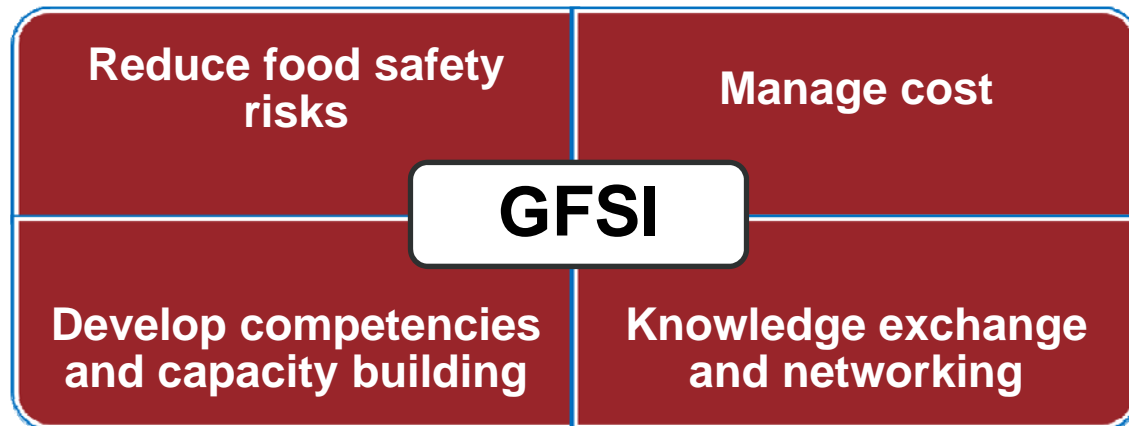 Reduce food safety
risks
Manage cost
GFSI
Develop competencies
and capacity building
Knowledge exchange
and networking